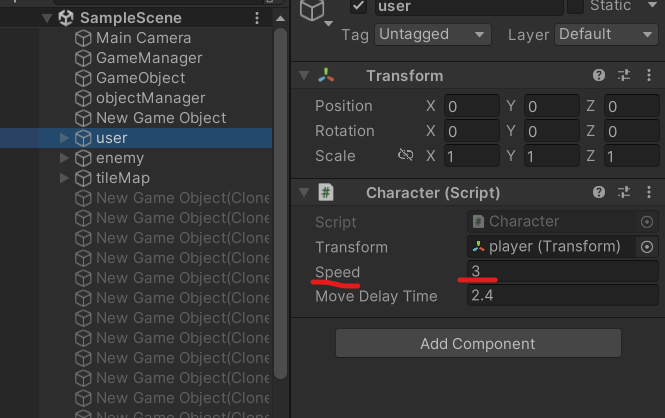 SampleScene
Main Camera
GameManager
GameObject
objectManager
New Game Object
user
enemy
tileMap
New Game Object(Clone
New Game Object(Clone
New Game Object(Clone
New Game Object(Clone
New Game Object(Clone
New Game Object(Clone
New Game Object(Clone
New Game Object(Clone
New Game Object(Clone
New Game Object(Clone
New Game Object(Clone
New Game Object(Clone
user
Static
Tag Untagged Layer Default
Transform
Position X 0 Y 0 Z 0
Rotation X 0 Y 0 Z 0
Scale X 1 Y 1 Z 1
# Character (Script)
Script # Character
Transform player (Transform)
Speed 3
Move Delay Time 2.4
Add Component